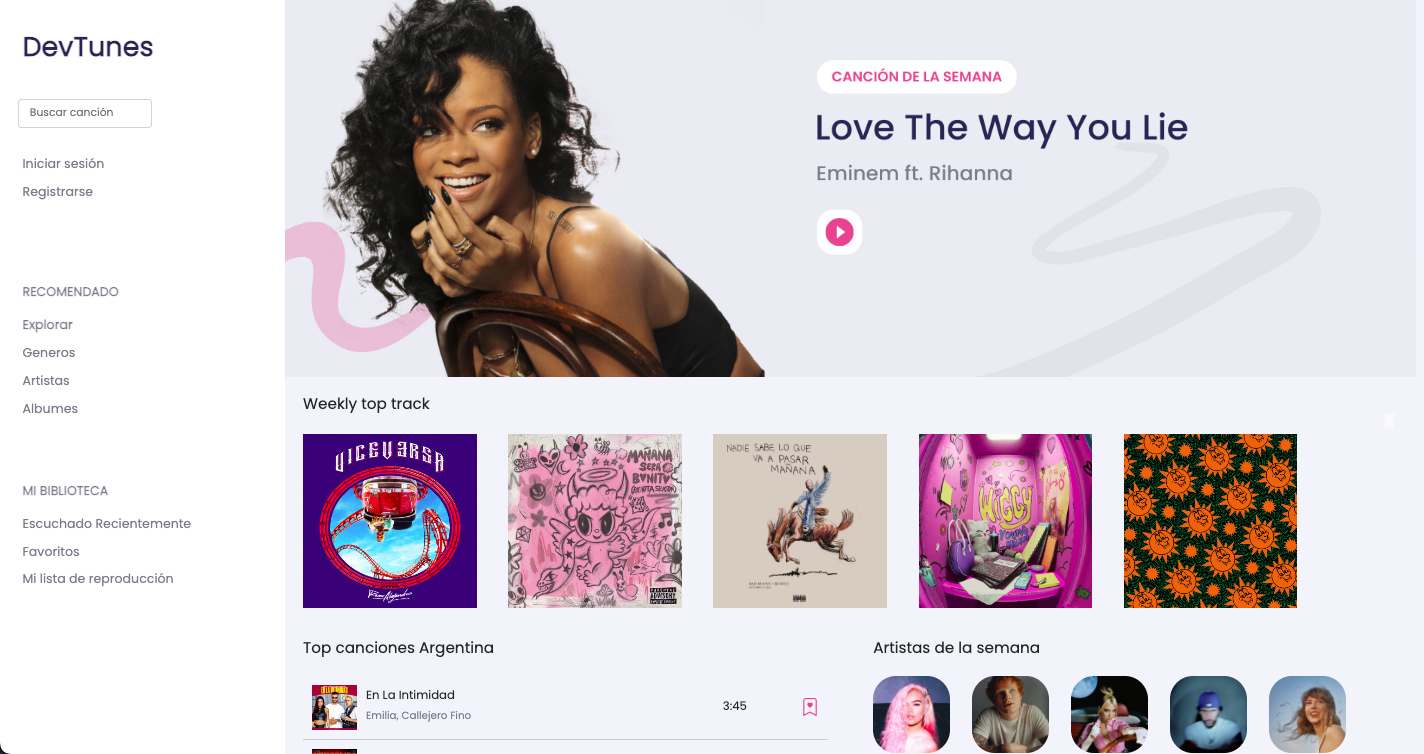 DevTunes
Buscar canción
Iniciar sesión
Registrarse
RECOMENDADO
Explorar
Generos
Artistas
Albumes
MI BIBLIOTECA
Escuchado Recientemente
Favoritos
Mi lista de reproducción
CANCIÓN DE LA SEMANA
Love The Way You Lie
Eminem ft. Rihanna
Weekly top track
VICEVERSA
MAÑANA
SERÁ
BONITO
NADIE SABE LO QUE
VA A PASAR
MAÑANA
Top canciones Argentina
En La Intimidad
Emilia, Callejero Fino
3:45
Artistas de la semana